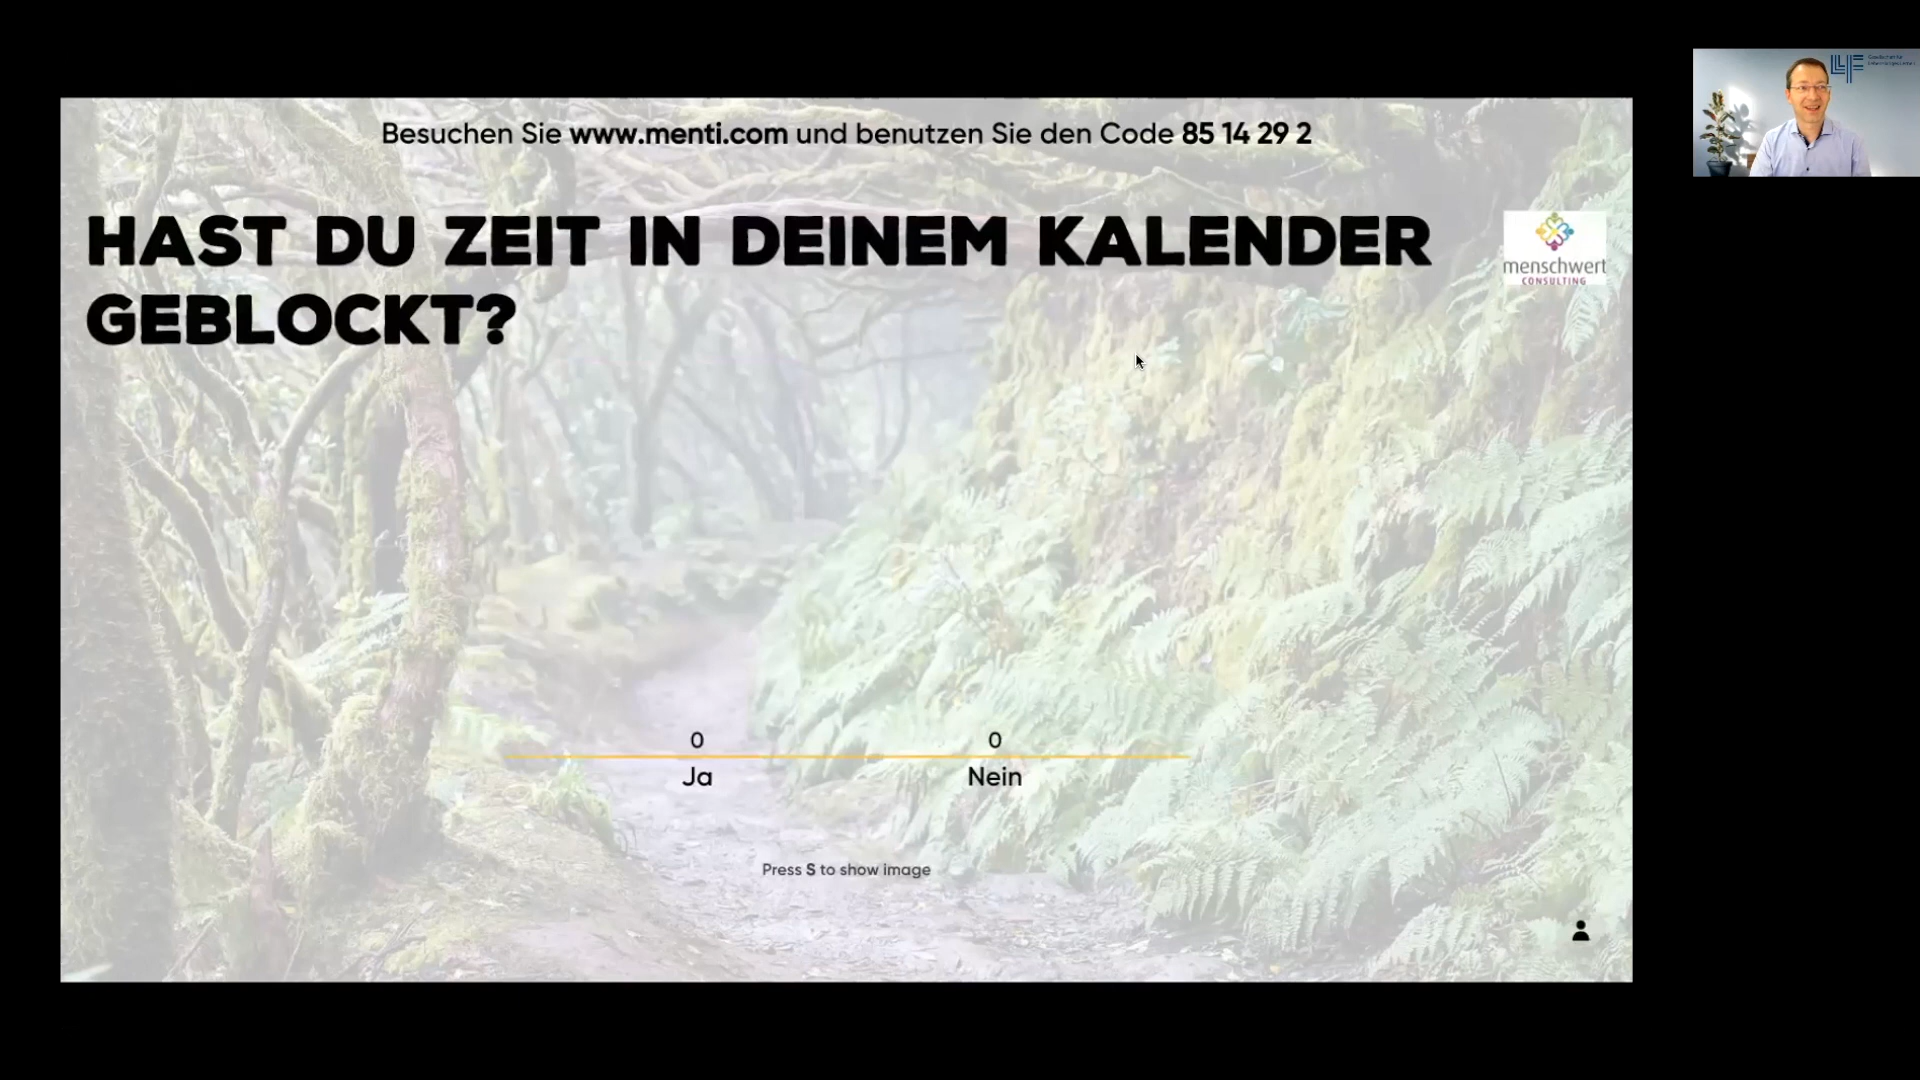 Besuchen Sie www.menti.com und benutzen Sie den Code 85 14 29 2
HAST DU ZEIT IN DEINEM KALENDER
GEBLOCKT?
menschwert
CONSULTING
0
0
Ja
Nein
Press S to show image